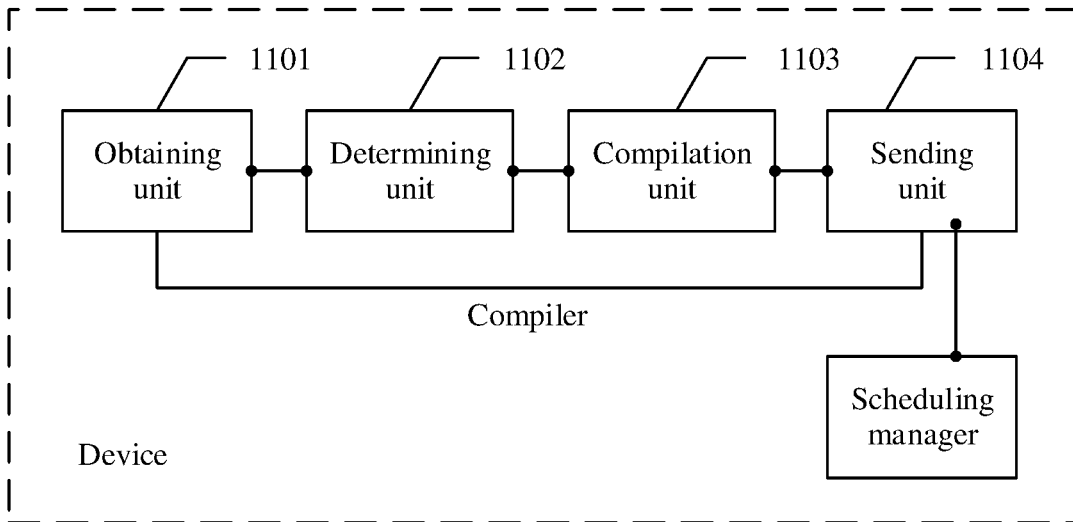 1101
1102
1103
1104
Obtaining
unit
Determining
unit
Compilation
unit
Sending
unit
Compiler
Scheduling
manager
Device